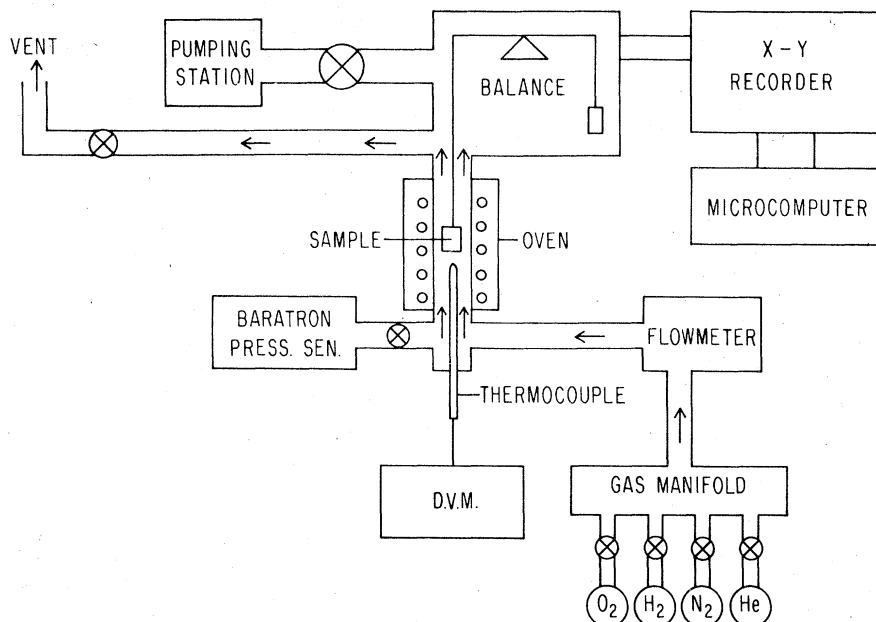 VENT
PUMPING
STATION
BALANCE
X-Y
RECORDER
MICROCOMPUTER
SAMPLE
OVEN
BARATRON
PRESS. SEN.
FLOWMETER
THERMOCOUPLE
D.V.M.
GAS MANIFOLD
O₂
H₂
N₂
He